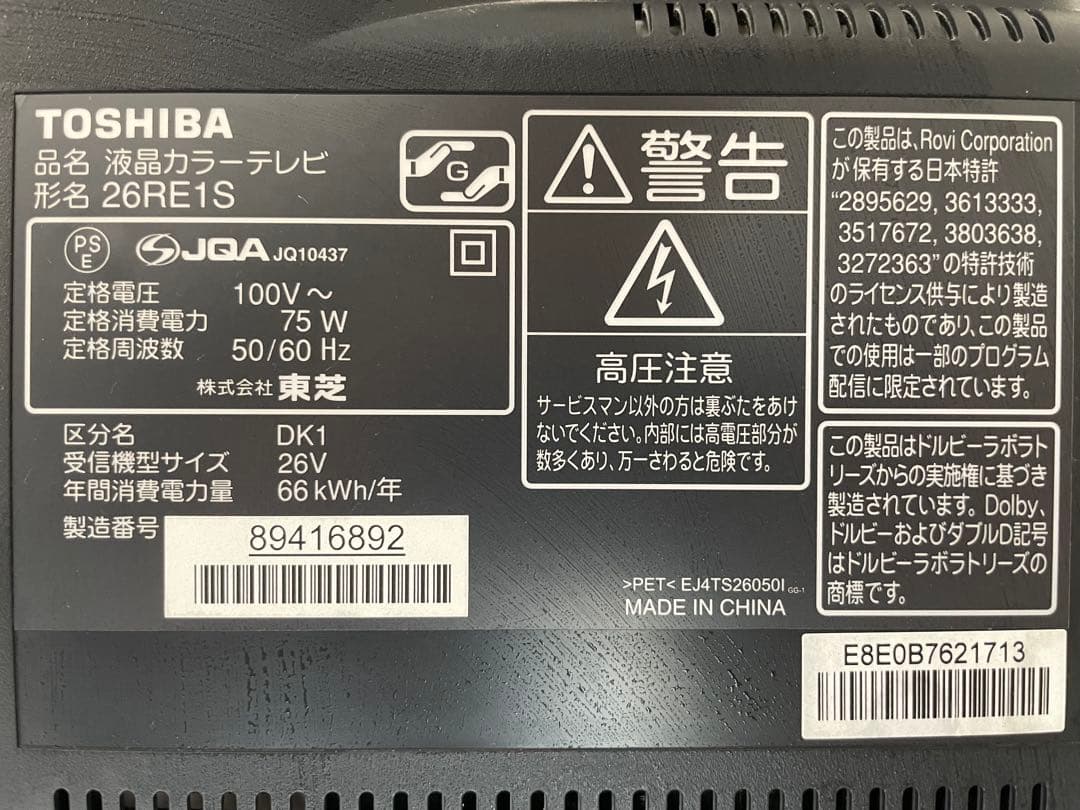 TOSHIBA
品名 液晶カラーテレビ
形名 26RE1S
G
PS
E
JQA JQ10437
定格電圧 100V～
定格消費電力 75 W
定格周波数 50/60 Hz
株式会社 東芝
区分名 DK1
受信機型サイズ 26V
年間消費電力量 66 kWh/年
製造番号 89416892
警告
高圧注意
サービスマン以外の方は裏ぶたをあけ
ないでください。内部には高電圧部分が
数多くあり、万一さわると危険です。
>PET< EJ4TS26050I GG-1
MADE IN CHINA
この製品は、Rovi Corporation
が保有する日本特許
“2895629, 3613333,
3517672, 3803638,
3272363”の特許技術
のライセンス供与により製造
されたものであり、この製品
での使用は一部のプログラム
配信に限定されています。
この製品はドルビーラボラト
リーズからの実施権に基づき
製造されています。Dolby、
ドルビーおよびダブルD記号
はドルビーラボラトリーズの
商標です。
E8E0B7621713